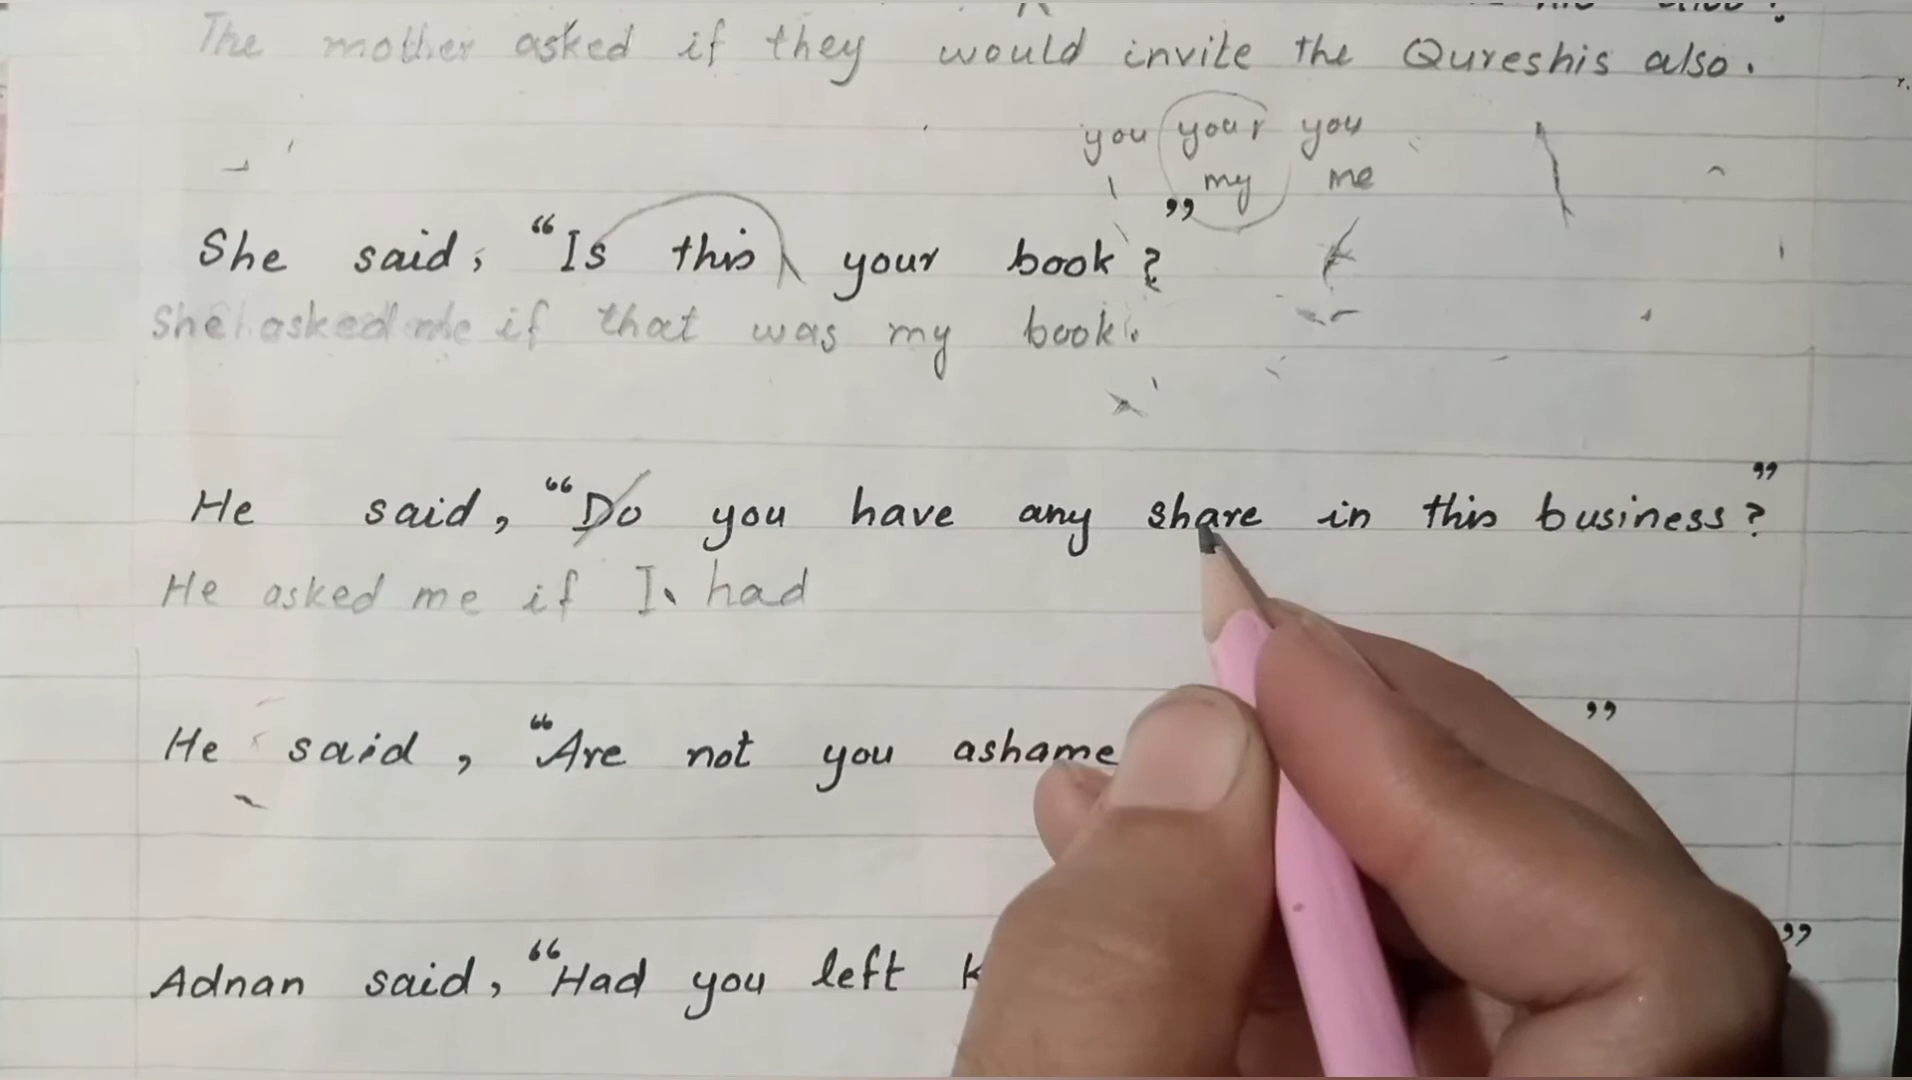 The mother asked if they would invite the Qureshis also.
you your you
I my me
She said, “Is this your book?”
She asked me if that was my book.
He said, “Do you have any share in this business?”
He asked me if I had
He said, “Are not you ashame ”
Adnan said, “Had you left ”